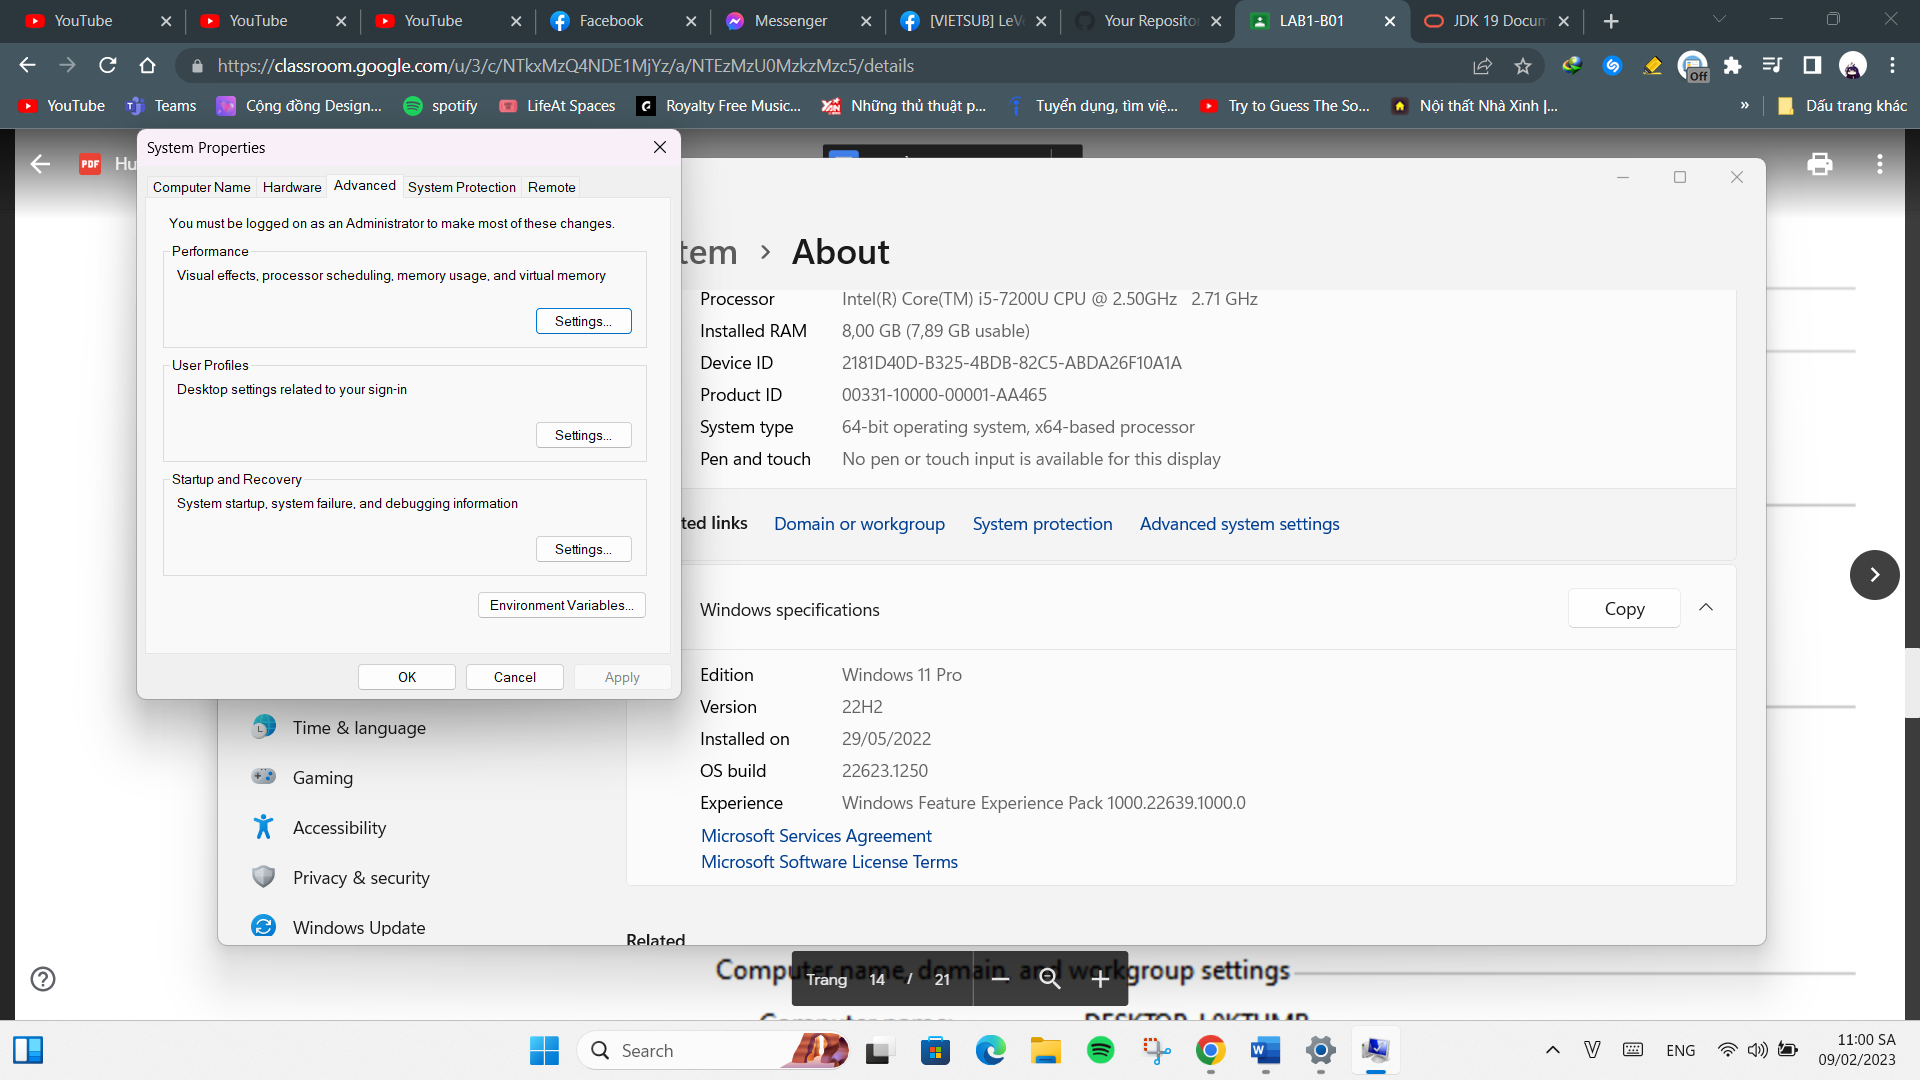 YouTube
YouTube
YouTube
Facebook
Messenger
[VIETSUB] LeV
Your Reposito
LAB1-B01
JDK 19 Docum
https://classroom.google.com/u/3/c/NTkxMzQ4NDE1MjYz/a/NTEzMzU0MzkzMzc5/details
Off
YouTube
Teams
Cộng đồng Design...
spotify
LifeAt Spaces
Royalty Free Music...
Những thủ thuật p...
Tuyển dụng, tìm việ...
Try to Guess The So...
Nội thất Nhà Xinh |...
»
Dấu trang khác
PDF
Hu
System Properties
Computer Name
Hardware
Advanced
System Protection
Remote
You must be logged on as an Administrator to make most of these changes.
Performance
Visual effects, processor scheduling, memory usage, and virtual memory
Settings...
User Profiles
Desktop settings related to your sign-in
Settings...
Startup and Recovery
System startup, system failure, and debugging information
Settings...
Environment Variables...
OK
Cancel
Apply
tem › About
Processor Intel(R) Core(TM) i5-7200U CPU @ 2.50GHz 2.71 GHz
Installed RAM 8,00 GB (7,89 GB usable)
Device ID 2181D40D-B325-4BDB-82C5-ABDA26F10A1A
Product ID 00331-10000-00001-AA465
System type 64-bit operating system, x64-based processor
Pen and touch No pen or touch input is available for this display
ted links Domain or workgroup System protection Advanced system settings
Windows specifications
Copy
Edition Windows 11 Pro
Version 22H2
Installed on 29/05/2022
OS build 22623.1250
Experience Windows Feature Experience Pack 1000.22639.1000.0
Microsoft Services Agreement
Microsoft Software License Terms
Related
Time & language
Gaming
Accessibility
Privacy & security
Windows Update
Computer name, domain, and workgroup settings
Trang 14 / 21
Computer name:
Search
ENG
11:00 SA
09/02/2023